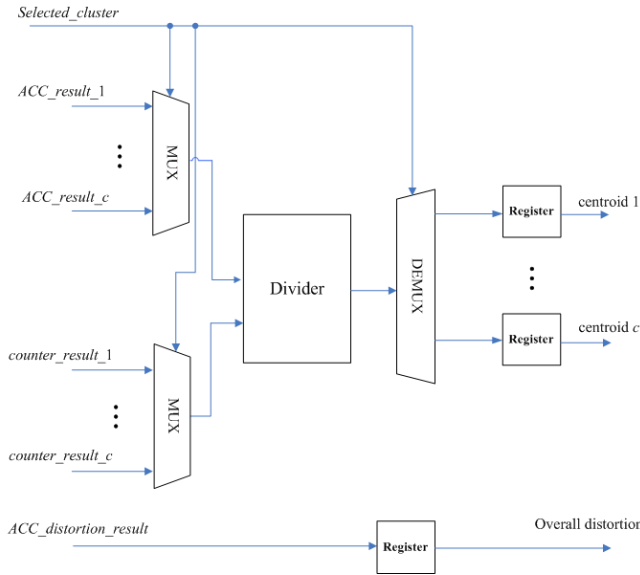 Selected_cluster
ACC_result_1
MUX
ACC_result_c
Divider
DEMUX
Register
centroid 1
Register
centroid c
counter_result_1
MUX
counter_result_c
ACC_distortion_result
Register
Overall distortion